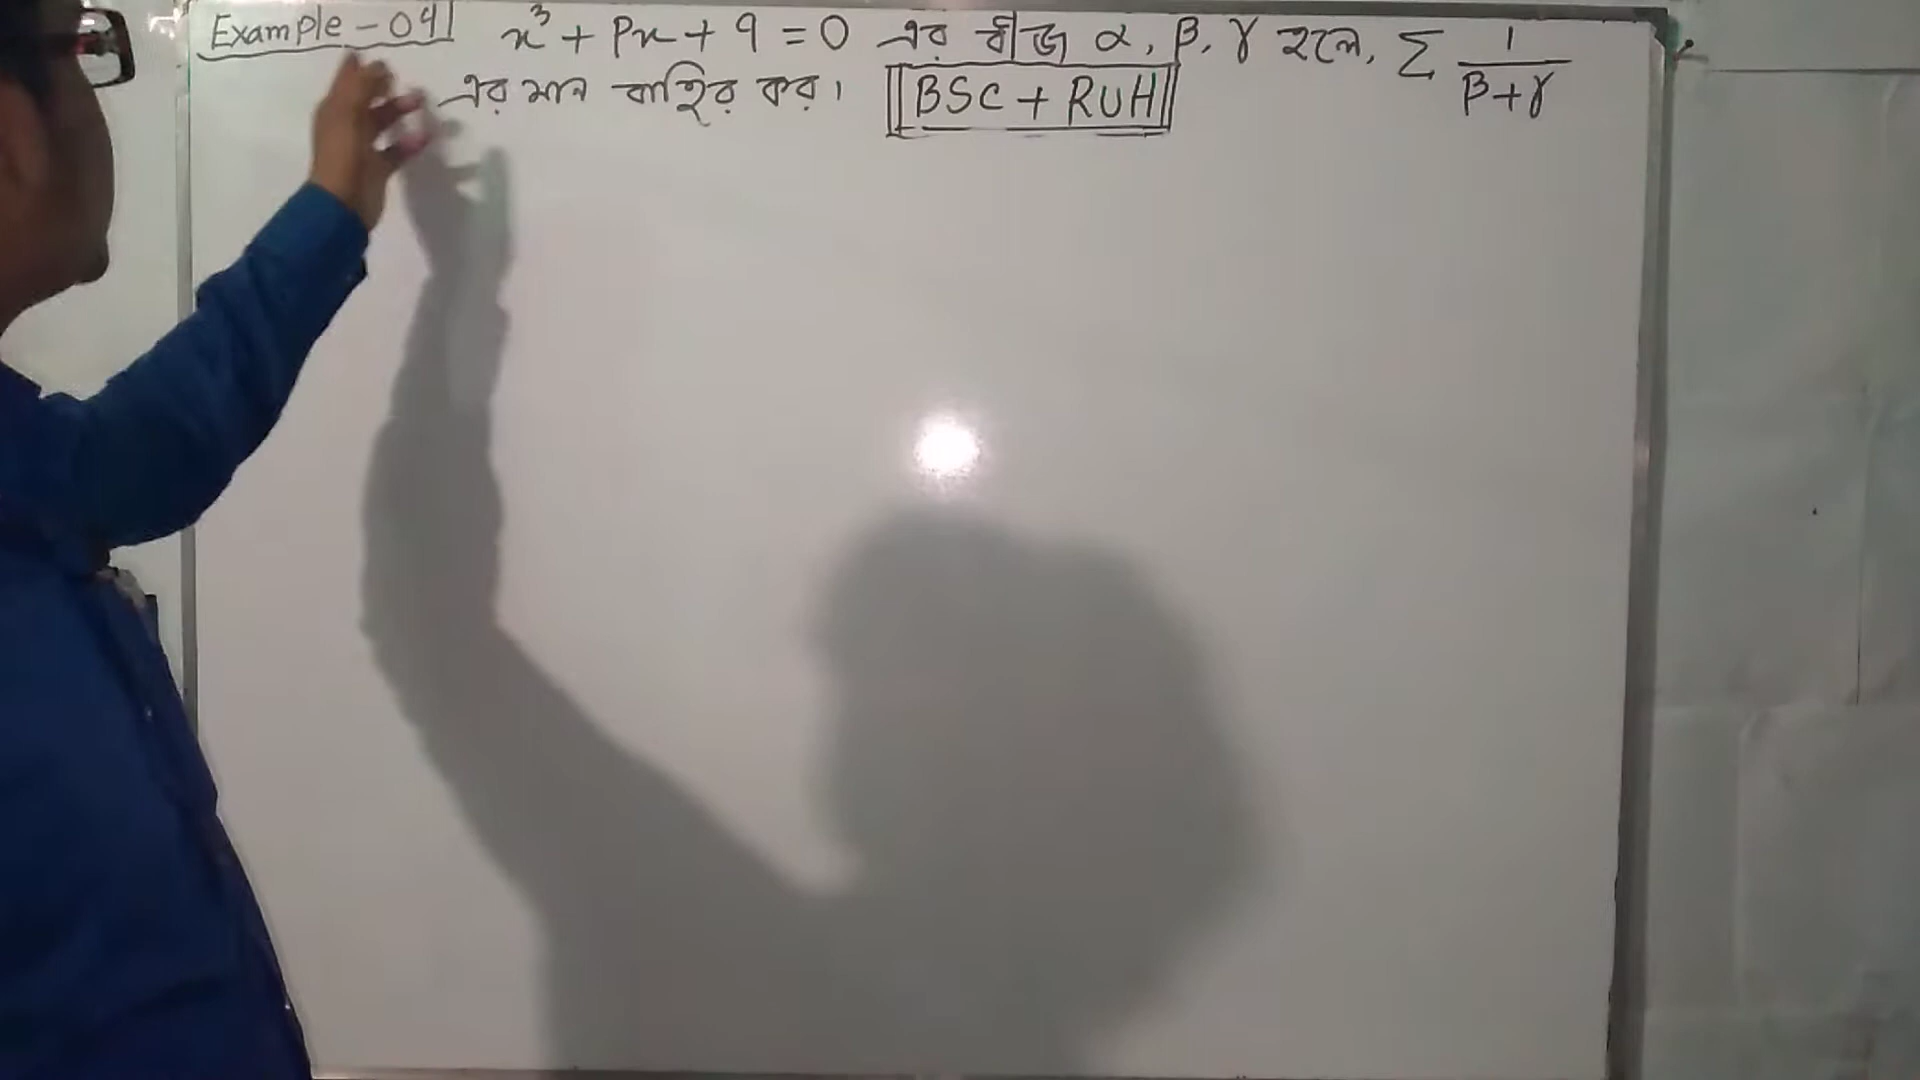 Example-04 x³ + Px + q = 0 এর বীজ α, β, γ হলে, Σ 1/(β+γ)
এর মান বাহির কর। BSC + RUH